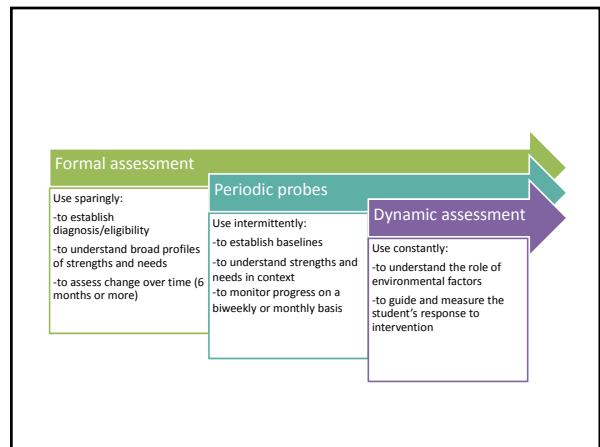 Formal assessment
Use sparingly:
-to establish
diagnosis/eligibility
-to understand broad profiles
of strengths and needs
-to assess change over time (6
months or more)
Periodic probes
Use intermittently:
-to establish baselines
-to understand strengths and
needs in context
-to monitor progress on a
biweekly or monthly basis
Dynamic assessment
Use constantly:
-to understand the role of
environmental factors
-to guide and measure the
student’s response to
intervention